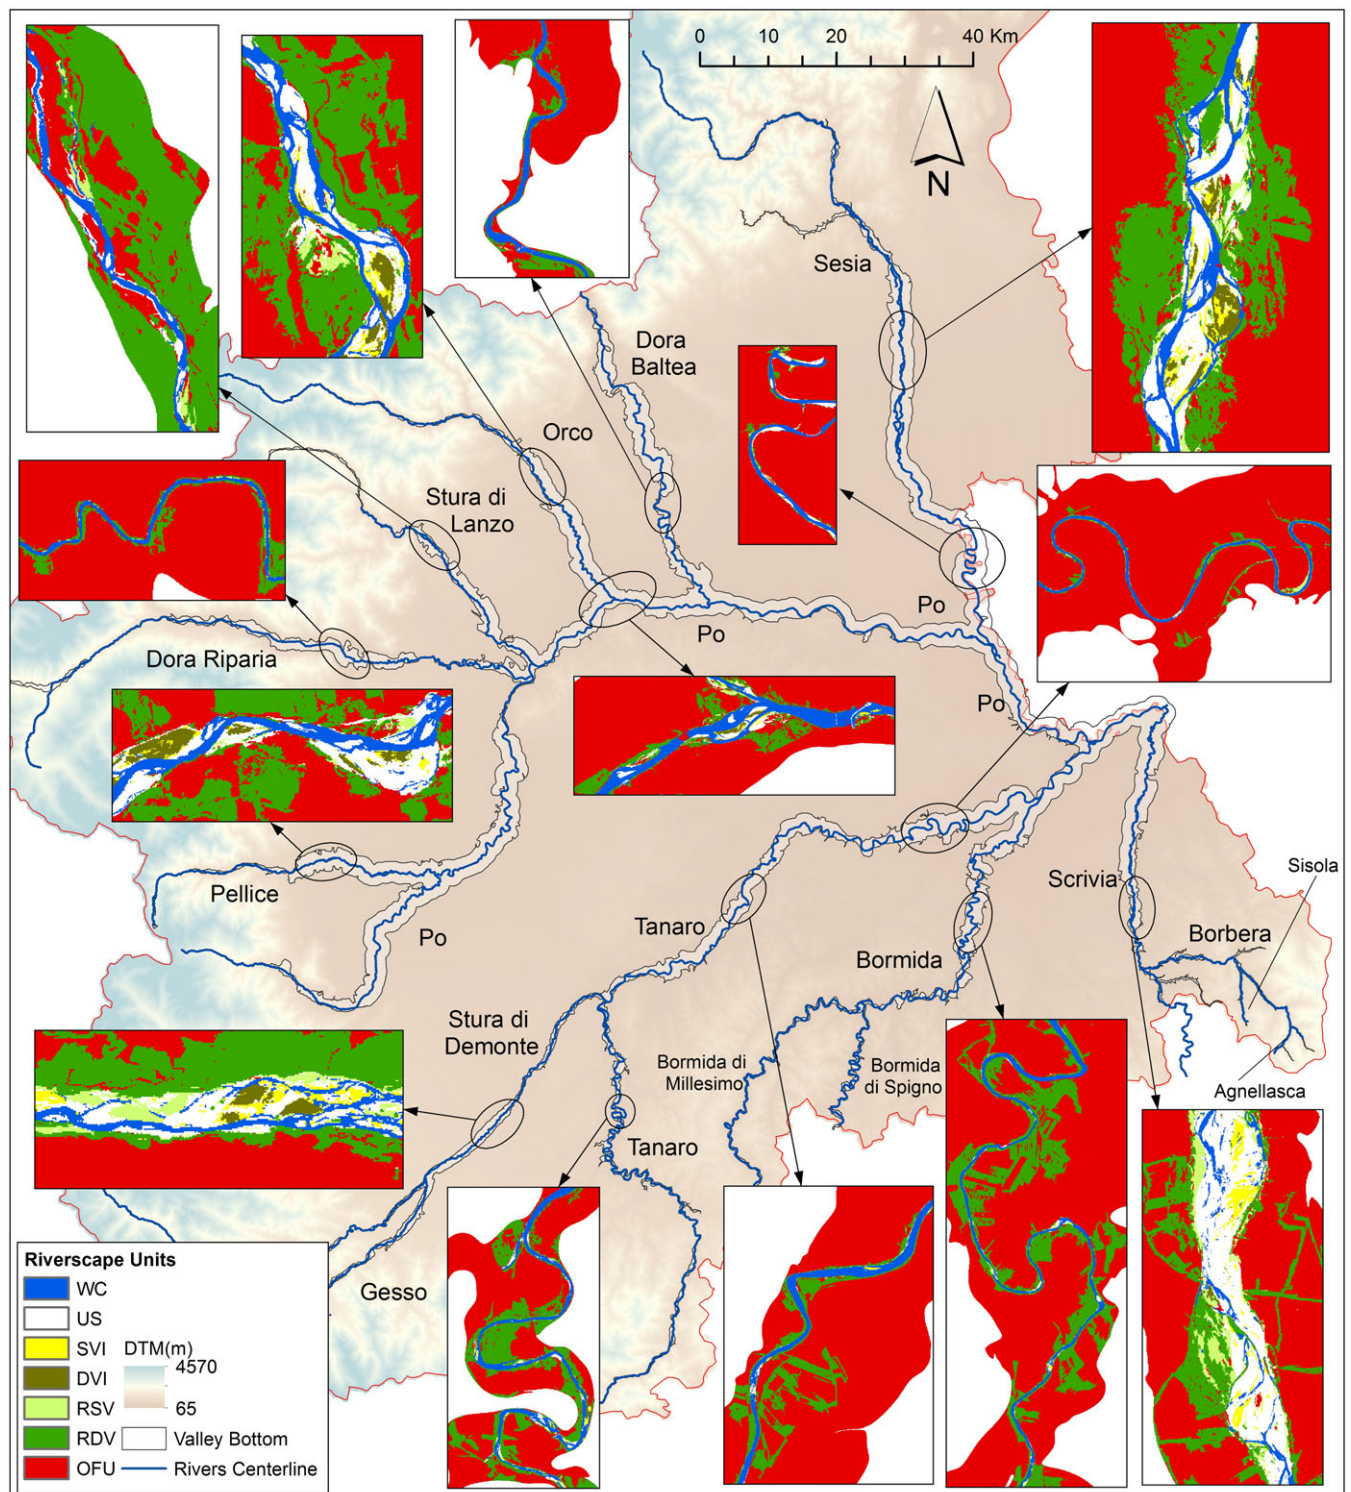 0 10 20 40 Km
N
Sesia
Dora
Baltea
Orco
Stura di
Lanzo
Po
Po
Dora Riparia
Po
Pellice
Po
Tanaro
Scrivia
Sisola
Borbera
Bormida
Stura di
Demonte
Bormida di
Millesimo
Bormida
di Spigno
Agnellasca
Tanaro
Gesso
Riverscape Units
WC
US
SVI
DVI
RSV
RDV
OFU
DTM(m)
4570
65
Valley Bottom
Rivers Centerline